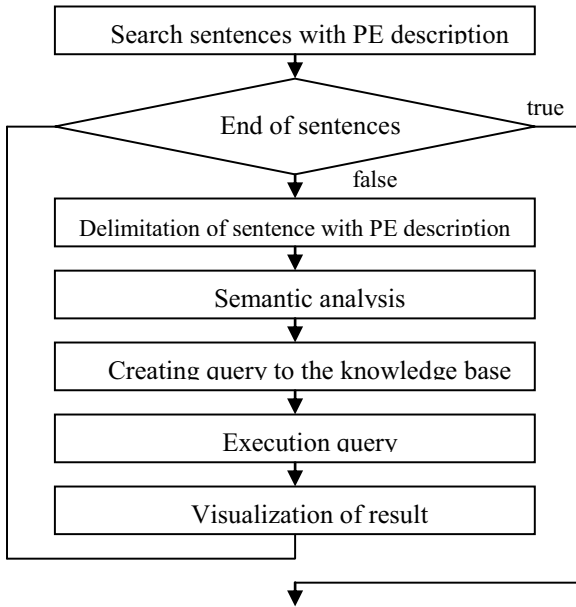 Search sentences with PE description
End of sentences
true
false
Delimitation of sentence with PE description
Semantic analysis
Creating query to the knowledge base
Execution query
Visualization of result